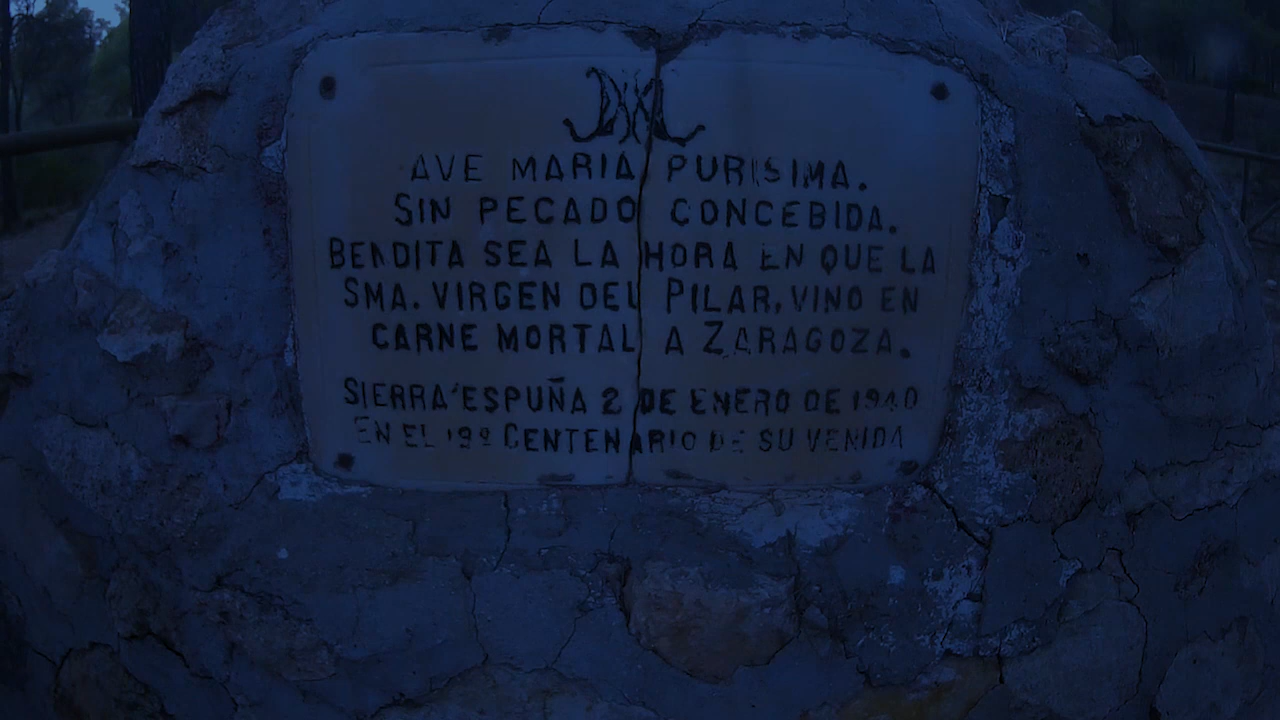 AVE MARIA PURISIMA.
SIN PECADO CONCEBIDA.
BENDITA SEA LA HORA EN QUE LA
SMA. VIRGEN DEL PILAR, VINO EN
CARNE MORTAL A ZARAGOZA.
SIERRA ESPUÑA 2 DE ENERO DE 1940
EN EL 19º CENTENARIO DE SU VENIDA